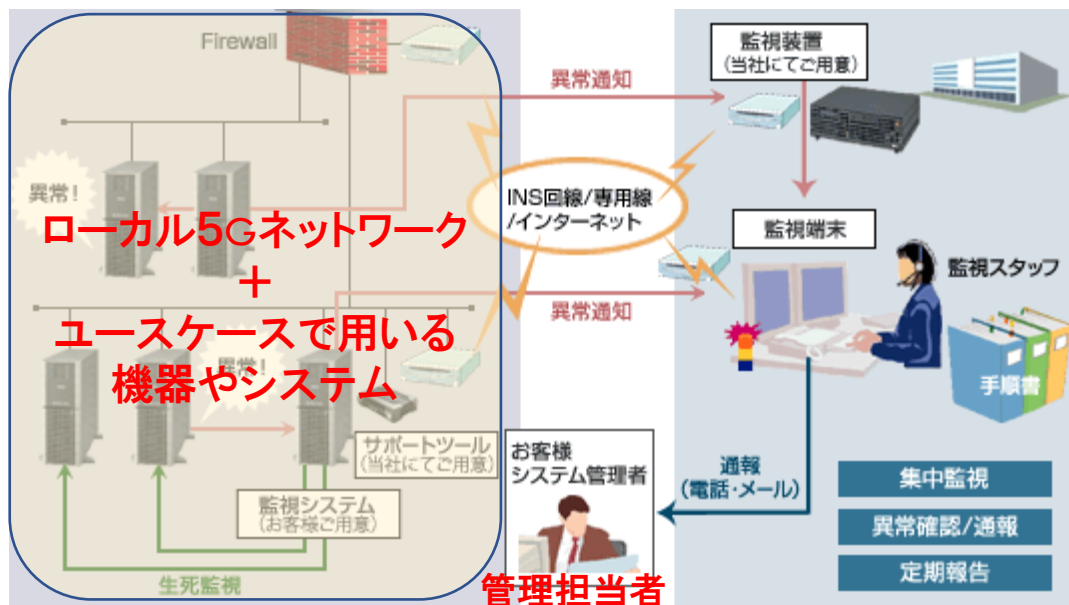 Firewall
異常通知
監視装置
(当社にてご用意)
異常!
INS回線/専用線
/インターネット
ローカル5Gネットワーク
+
ユースケースで用いる
機器やシステム
異常!
監視端末
監視スタッフ
異常通知
手順書
サポートツール
(当社にてご用意)
監視システム
(お客様ご用意)
生死監視
お客様
システム管理者
管理担当者
通報
(電話・メール)
集中監視
異常確認/通報
定期報告